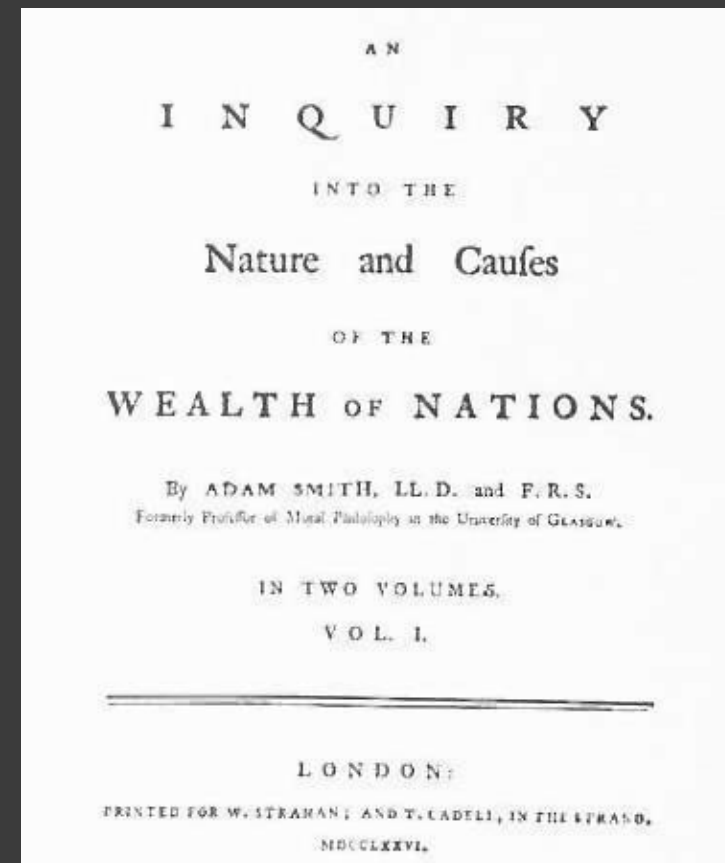 AN
INQUIRY
INTO THE
Nature and Cauſes
OF THE
WEALTH OF NATIONS.
By ADAM SMITH, LL. D. and F. R. S.
Formerly Profeſſor of Moral Philoſophy in the Univerſity of GLASGOW.
IN TWO VOLUMES.
VOL. I.
LONDON:
PRINTED FOR W. STRAHAN; AND T. CADELL, IN THE STRAND.
MDCCLXXVI.